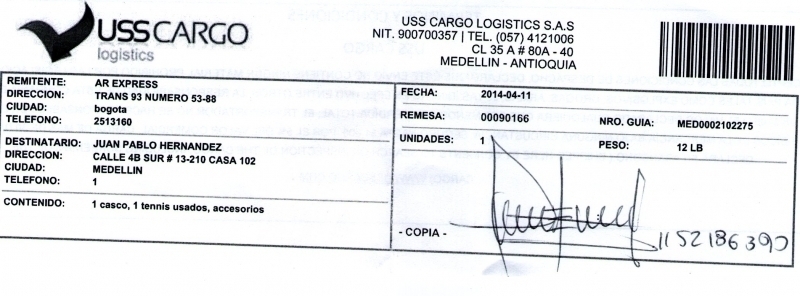 USSCARGO
logistics
USS CARGO LOGISTICS S.A.S
NIT. 900700357 | TEL. (057) 4121006
CL 35 A # 80A - 40
MEDELLIN - ANTIOQUIA
REMITENTE: AR EXPRESS
DIRECCION: TRANS 93 NUMERO 53-88
CIUDAD: bogota
TELEFONO: 2513160
DESTINATARIO: JUAN PABLO HERNANDEZ
DIRECCION: CALLE 4B SUR # 13-210 CASA 102
CIUDAD: MEDELLIN
TELEFONO: 1
CONTENIDO: 1 casco, 1 tennis usados, accesorios
FECHA: 2014-04-11
REMESA: 00090166 NRO. GUIA: MED0002102275
UNIDADES: 1 PESO: 12 LB
- COPIA - 1152186390